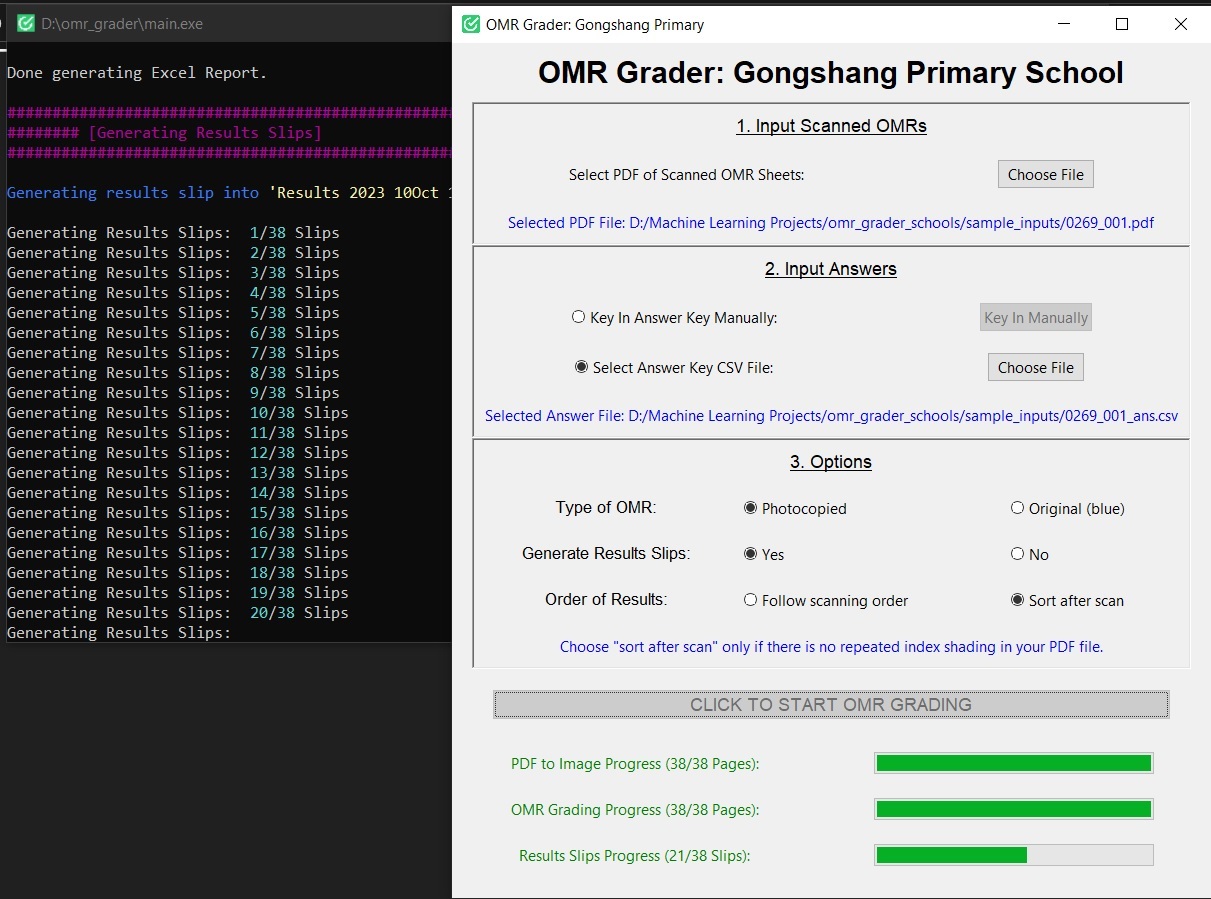 D:\omr_grader\main.exe
Done generating Excel Report.
##################################################
######## [Generating Results Slips]
##################################################
Generating results slip into 'Results 2023 10Oct
Generating Results Slips: 1/38 Slips
Generating Results Slips: 2/38 Slips
Generating Results Slips: 3/38 Slips
Generating Results Slips: 4/38 Slips
Generating Results Slips: 5/38 Slips
Generating Results Slips: 6/38 Slips
Generating Results Slips: 7/38 Slips
Generating Results Slips: 8/38 Slips
Generating Results Slips: 9/38 Slips
Generating Results Slips: 10/38 Slips
Generating Results Slips: 11/38 Slips
Generating Results Slips: 12/38 Slips
Generating Results Slips: 13/38 Slips
Generating Results Slips: 14/38 Slips
Generating Results Slips: 15/38 Slips
Generating Results Slips: 16/38 Slips
Generating Results Slips: 17/38 Slips
Generating Results Slips: 18/38 Slips
Generating Results Slips: 19/38 Slips
Generating Results Slips: 20/38 Slips
Generating Results Slips:
OMR Grader: Gongshang Primary
OMR Grader: Gongshang Primary School
1. Input Scanned OMRs
Select PDF of Scanned OMR Sheets: Choose File
Selected PDF File: D:/Machine Learning Projects/omr_grader_schools/sample_inputs/0269_001.pdf
2. Input Answers
Key In Answer Key Manually: Key In Manually
Select Answer Key CSV File: Choose File
Selected Answer File: D:/Machine Learning Projects/omr_grader_schools/sample_inputs/0269_001_ans.csv
3. Options
Type of OMR: Photocopied Original (blue)
Generate Results Slips: Yes No
Order of Results: Follow scanning order Sort after scan
Choose "sort after scan" only if there is no repeated index shading in your PDF file.
CLICK TO START OMR GRADING
PDF to Image Progress (38/38 Pages):
OMR Grading Progress (38/38 Pages):
Results Slips Progress (21/38 Slips):